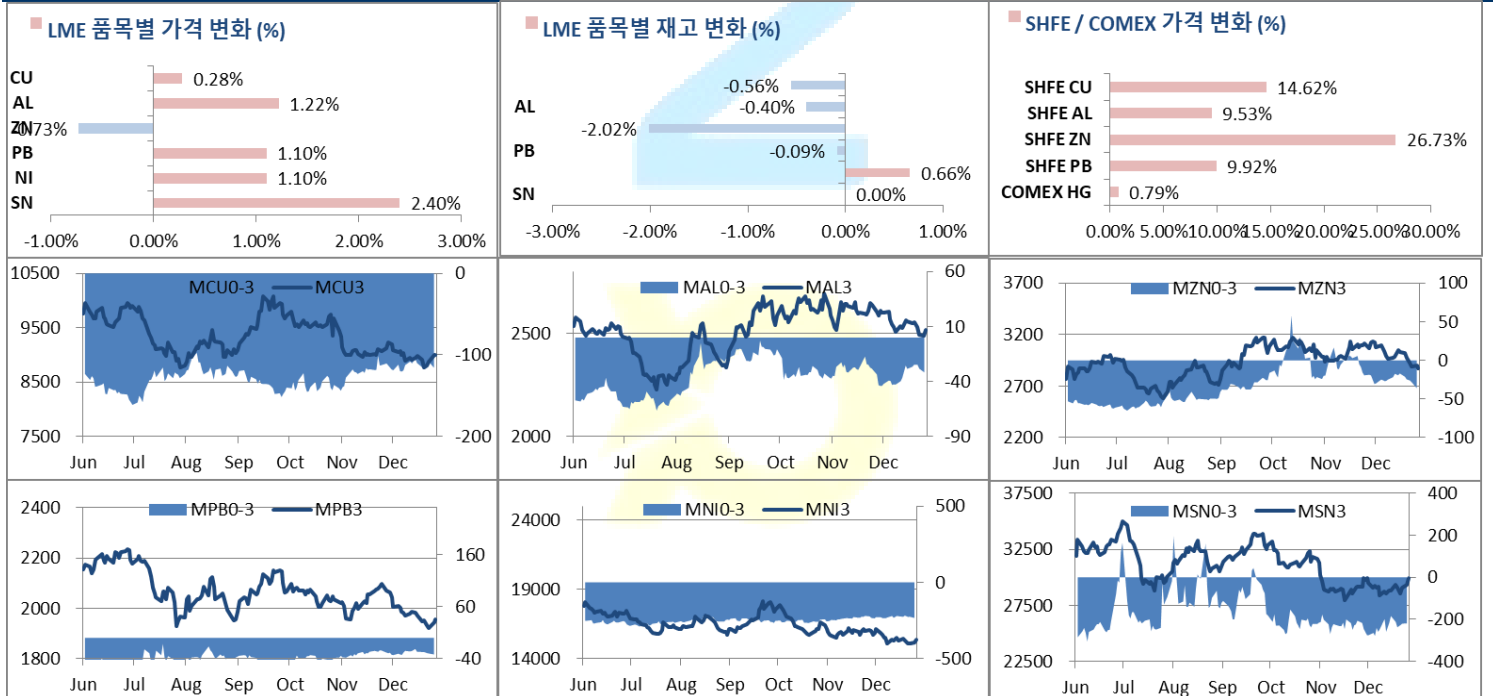 LME 품목별 가격 변화 (%)
CU
0.28%
AL
1.22%
ZN
0.73%
PB
1.10%
NI
1.10%
SN
2.40%
-1.00% 0.00% 1.00% 2.00% 3.00%
LME 품목별 재고 변화 (%)
-0.56%
AL
-0.40%
-2.02%
PB
-0.09%
0.66%
SN
0.00%
-3.00% -2.00% -1.00% 0.00% 1.00%
SHFE / COMEX 가격 변화 (%)
SHFE CU
14.62%
SHFE AL
9.53%
SHFE ZN
26.73%
SHFE PB
9.92%
COMEX HG
0.79%
0.00% 5.00% 10.00% 15.00% 20.00% 25.00% 30.00%
MCU0-3 MCU3
10500
9500
8500
7500
0
-100
-200
Jun Jul Aug Sep Oct Nov Dec
MAL0-3 MAL3
2500
2000
60
10
-40
-90
Jun Jul Aug Sep Oct Nov Dec
MZN0-3 MZN3
3700
3200
2700
2200
100
50
0
-50
-100
Jun Jul Aug Sep Oct Nov Dec
MPB0-3 MPB3
2400
2200
2000
1800
160
60
-40
Jun Jul Aug Sep Oct Nov Dec
MNI0-3 MNI3
24000
19000
14000
500
0
-500
Jun Jul Aug Sep Oct Nov Dec
MSN0-3 MSN3
37500
32500
27500
22500
400
200
0
-200
-400
Jun Jul Aug Sep Oct Nov Dec